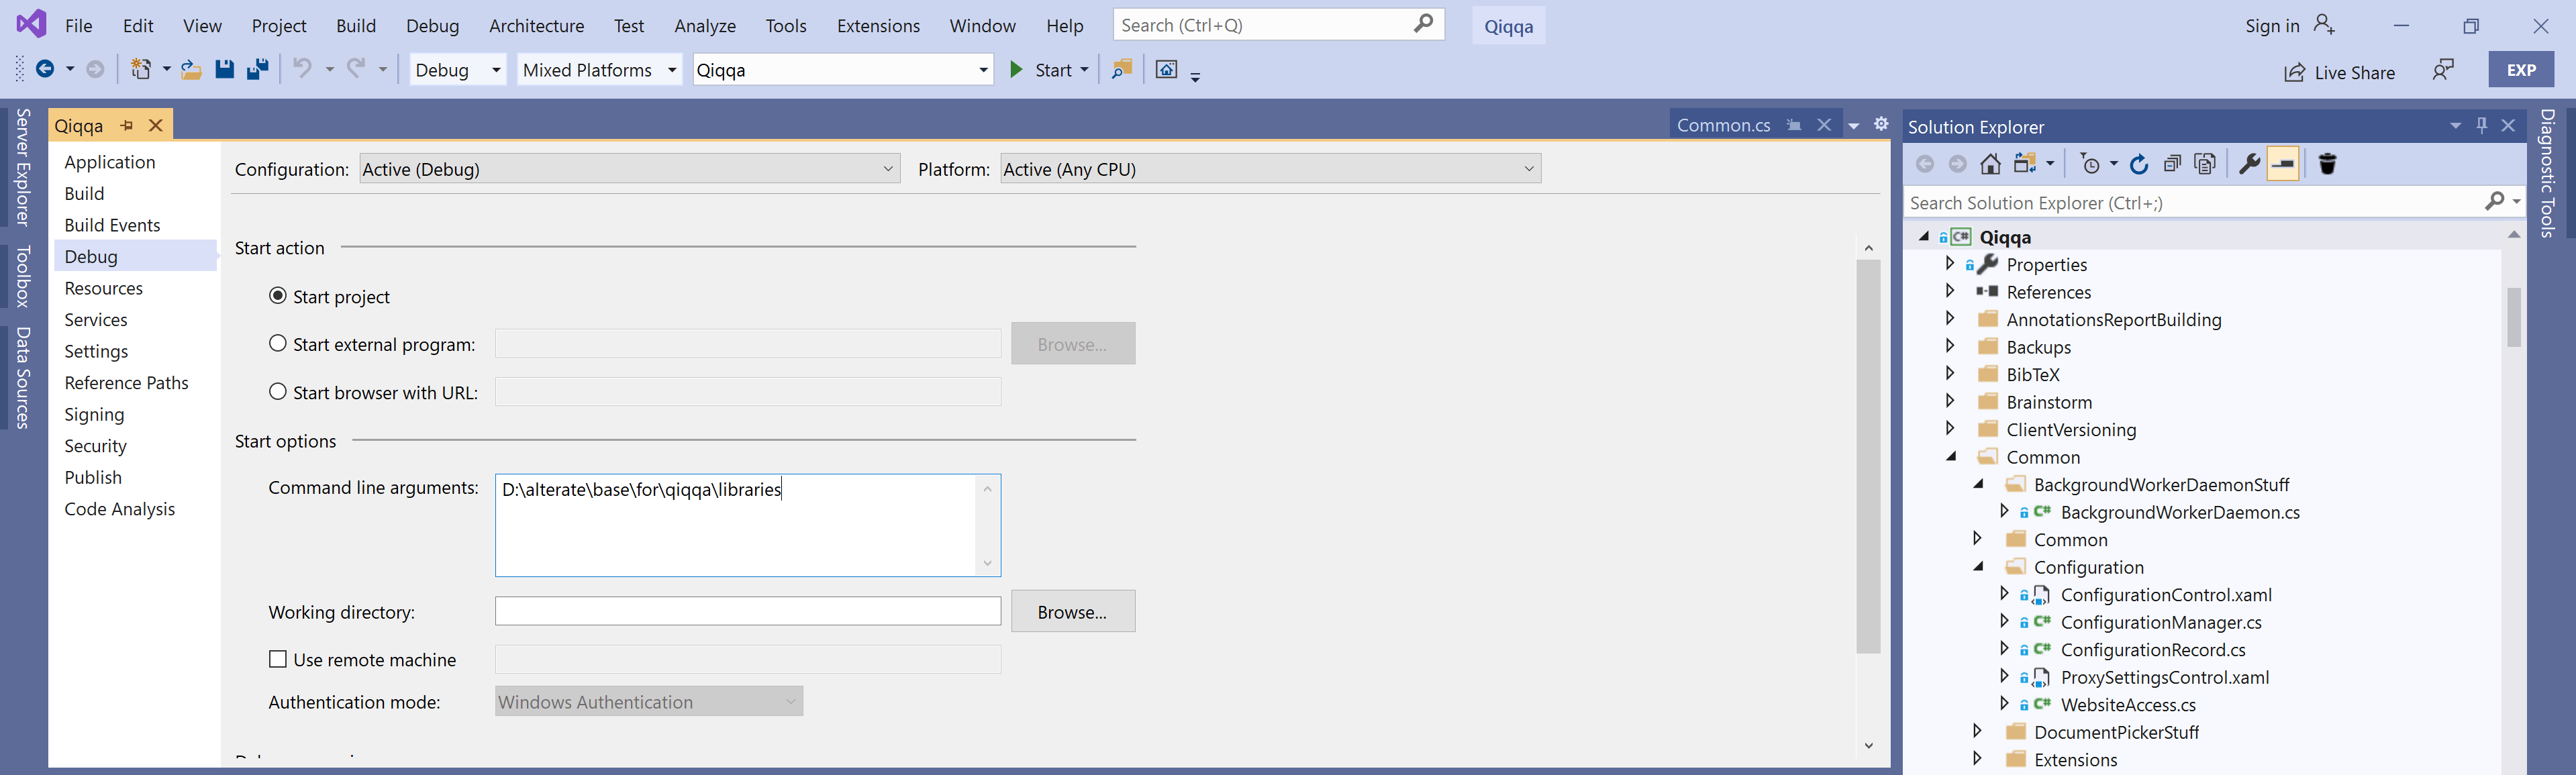 File Edit View Project Build Debug Architecture Test Analyze Tools Extensions Window Help Search (Ctrl+Q) Qiqqa Sign in
Debug Mixed Platforms Qiqqa Start Live Share EXP
Server Explorer
Toolbox
Data Sources
Qiqqa
Common.cs
Application
Build
Build Events
Debug
Resources
Services
Settings
Reference Paths
Signing
Security
Publish
Code Analysis
Configuration: Active (Debug) Platform: Active (Any CPU)
Start action
Start project
Start external program: Browse...
Start browser with URL:
Start options
Command line arguments: D:\alterate\base\for\qiqqa\libraries
Working directory: Browse...
Use remote machine
Authentication mode: Windows Authentication
Solution Explorer
Search Solution Explorer (Ctrl+;)
C# Qiqqa
Properties
References
AnnotationsReportBuilding
Backups
BibTeX
Brainstorm
ClientVersioning
Common
BackgroundWorkerDaemonStuff
C# BackgroundWorkerDaemon.cs
Common
Configuration
ConfigurationControl.xaml
C# ConfigurationManager.cs
C# ConfigurationRecord.cs
ProxySettingsControl.xaml
C# WebsiteAccess.cs
DocumentPickerStuff
Extensions
Diagnostic Tools